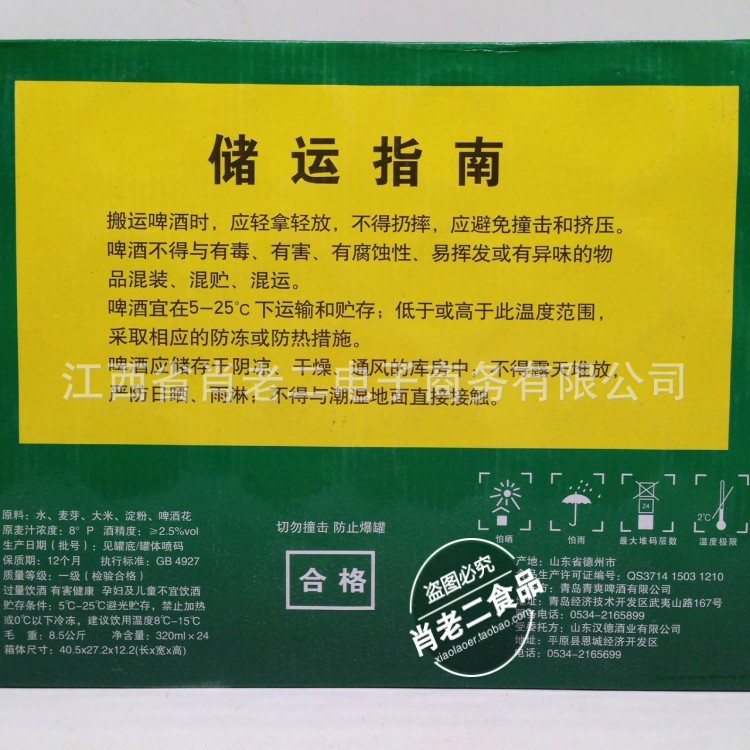 储运指南
搬运啤酒时，应轻拿轻放，不得扔摔，应避免撞击和挤压。
啤酒不得与有毒、有害、有腐蚀性、易挥发或有异味的物
品混装、混贮、混运。
啤酒宜在5-25℃下运输和贮存；低于或高于此温度范围，
采取相应的防冻或防热措施。
啤酒应储存于阴凉、干燥、通风的库房中；不得露天堆放，
严防日晒、雨淋；不得与潮湿地面直接接触。
江西省肖老二电子商务有限公司
原料：水、麦芽、大米、淀粉、啤酒花
原麦汁浓度：8°P 酒精度：≥2.5%vol
生产日期（批号）：见罐底/罐体喷码
保质期：12个月 执行标准：GB 4927
质量等级：一级（检验合格）
过量饮酒 有害健康 孕妇及儿童不宜饮酒
贮存条件：5℃-25℃避光贮存，禁止加热
或0℃以下冷冻，建议饮用温度8℃-15℃
毛 重：8.5公斤 净含量：320ml×24
箱体尺寸：40.5x27.2x12.2(长x宽x高)
切勿撞击 防止爆罐
合格
怕晒
怕雨
24
最大堆码层数
2℃
温度极限
产地：山东省德州市
品生产许可证编号：QS3714 1503 1210
方：青岛青爽啤酒有限公司
青岛经济技术开发区武夷山路167号
服务电话：0534-2165899
受委托方：山东汉德酒业有限公司
地址：平原县恩城经济开发区
电话：0534-2165699
盗图必究
肖老二食品
xiaolaoer.taobao.com